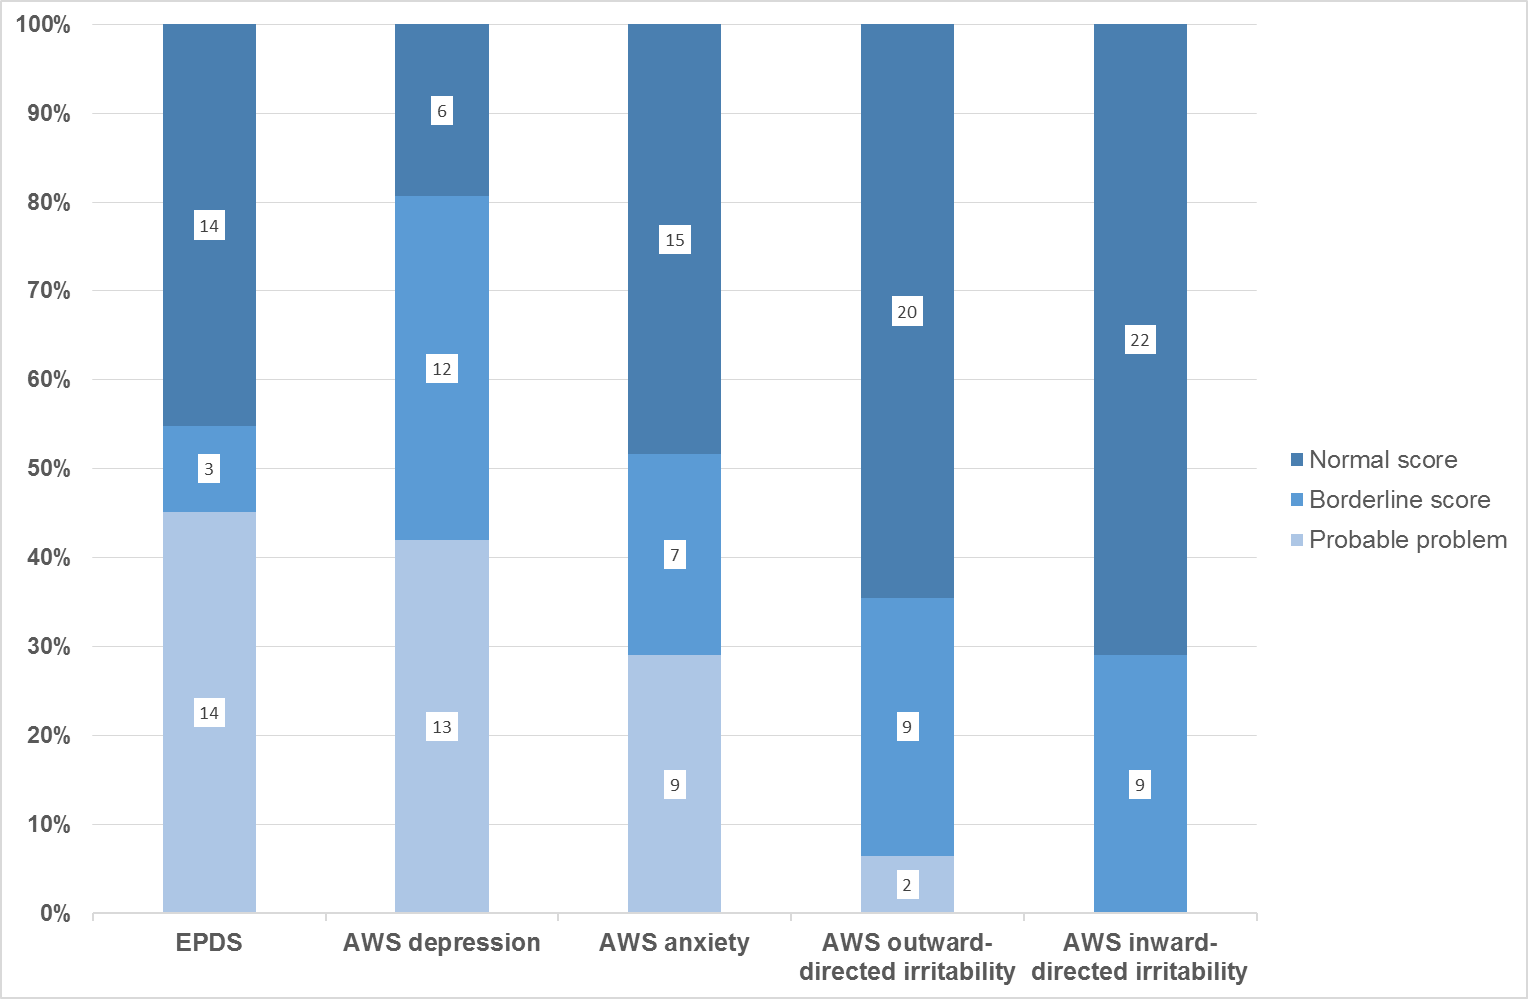 100%
90%
80%
70%
60%
50%
40%
30%
20%
10%
0%
14
3
14
6
12
13
15
7
9
20
9
2
22
9
EPDS
AWS depression
AWS anxiety
AWS outward-
directed irritability
AWS inward-
directed irritability
Normal score
Borderline score
Probable problem